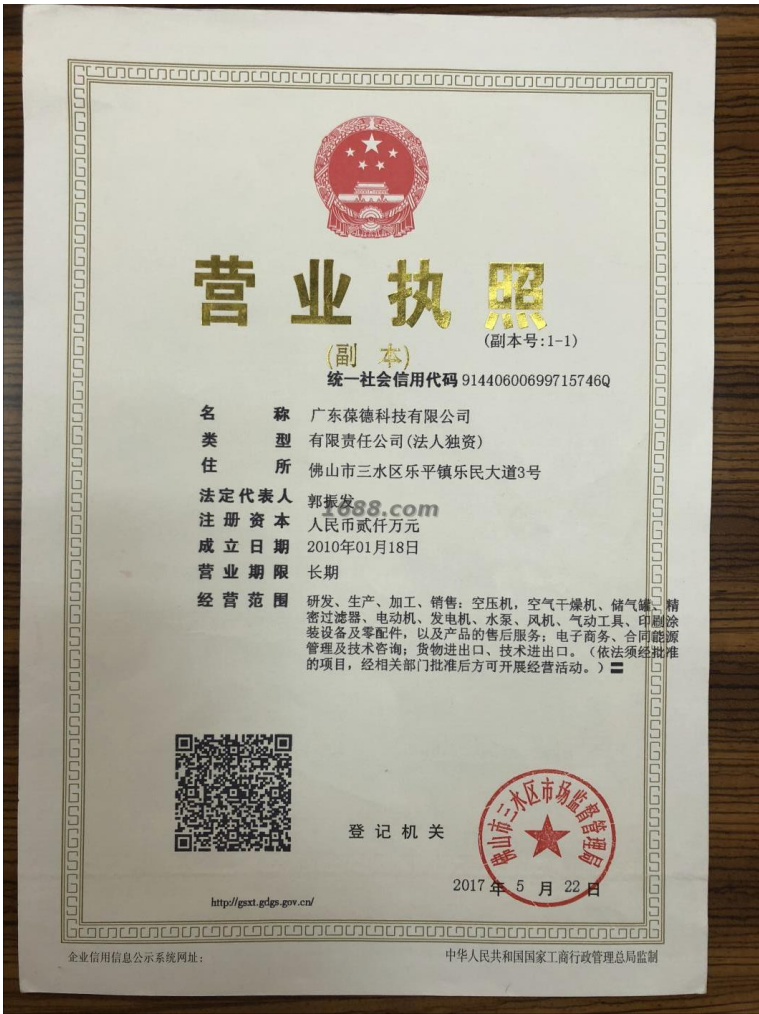 营业执照
(副本号:1-1)
(副 本)
统一社会信用代码 91440600699715746Q
名 称 广东葆德科技有限公司
类 型 有限责任公司(法人独资)
住 所 佛山市三水区乐平镇乐民大道3号
法定代表人 郭振发
1688.com
注册资本 人民币贰仟万元
成立日期 2010年01月18日
营业期限 长期
经营范围 研发、生产、加工、销售：空压机，空气干燥机、储气罐、精
密过滤器、电动机、发电机、水泵、风机、气动工具、印刷涂
装设备及零配件，以及产品的售后服务；电子商务、合同能源
管理及技术咨询；货物进出口、技术进出口。（依法须经批准
的项目，经相关部门批准后方可开展经营活动。）〓
佛山市三水区市场监督管理局
登记机关
2017 年 5 月 22 日
http://gsxt.gdgs.gov.cn/
企业信用信息公示系统网址：
中华人民共和国国家工商行政管理总局监制